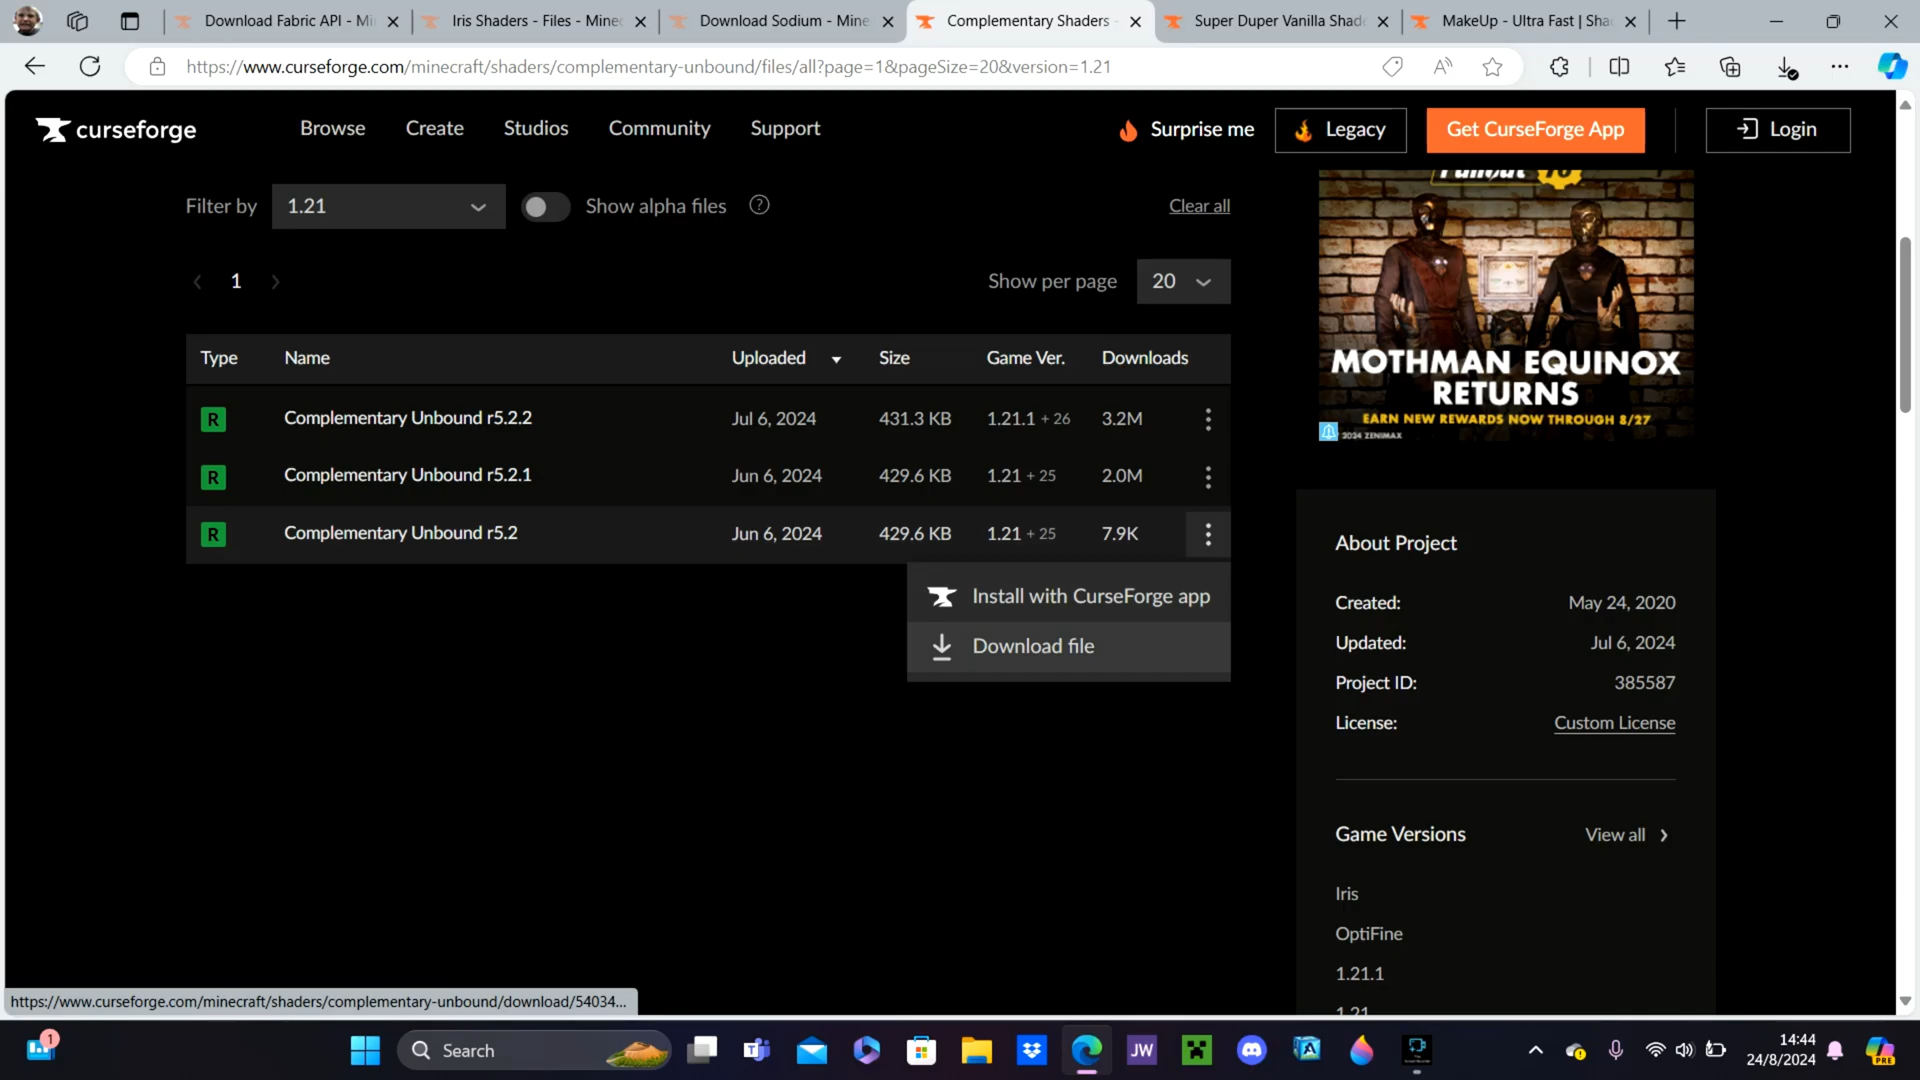 Download Fabric API - Mi
Iris Shaders - Files - Minec
Download Sodium - Mine
Complementary Shaders -
Super Duper Vanilla Shade
MakeUp - Ultra Fast | Sha
https://www.curseforge.com/minecraft/shaders/complementary-unbound/files/all?page=1&pageSize=20&version=1.21
curseforge
Browse
Create
Studios
Community
Support
Surprise me
Legacy
Get CurseForge App
Login
Filter by
1.21
Show alpha files
?
Clear all
1
Show per page
20
Type Name Uploaded Size Game Ver. Downloads
R Complementary Unbound r5.2.2 Jul 6, 2024 431.3 KB 1.21.1 + 26 3.2M
R Complementary Unbound r5.2.1 Jun 6, 2024 429.6 KB 1.21 + 25 2.0M
R Complementary Unbound r5.2 Jun 6, 2024 429.6 KB 1.21 + 25 7.9K
Install with CurseForge app
Download file
MOTHMAN EQUINOX
RETURNS
EARN NEW REWARDS NOW THROUGH 8/27
2024 ZENIMAX
About Project
Created: May 24, 2020
Updated: Jul 6, 2024
Project ID: 385587
License: Custom License
Game Versions
View all
Iris
OptiFine
1.21.1
1.21
https://www.curseforge.com/minecraft/shaders/complementary-unbound/download/54034...
1
Search
JW
14:44
24/8/2024
PRE